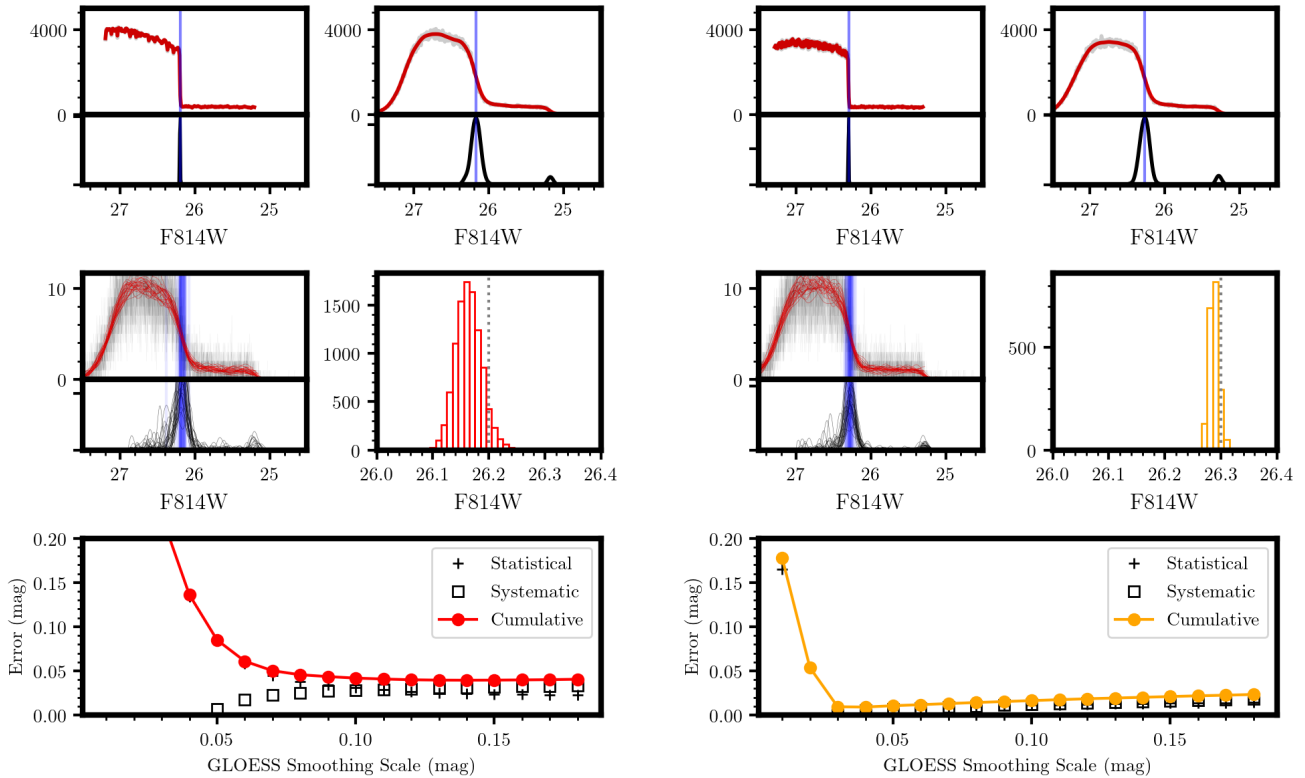 4000
0
27 26 25
F814W
27 26 25
F814W
4000
0
27 26 25
F814W
27 26 25
F814W
10
0
27 26 25
F814W
1500
1000
500
0
26.0 26.1 26.2 26.3 26.4
F814W
10
0
27 26 25
F814W
500
0
26.0 26.1 26.2 26.3 26.4
F814W
Error (mag)
0.20
0.15
0.10
0.05
0.00
Statistical
Systematic
Cumulative
0.05 0.10 0.15
GLOESS Smoothing Scale (mag)
Error (mag)
0.20
0.15
0.10
0.05
0.00
Statistical
Systematic
Cumulative
0.05 0.10 0.15
GLOESS Smoothing Scale (mag)